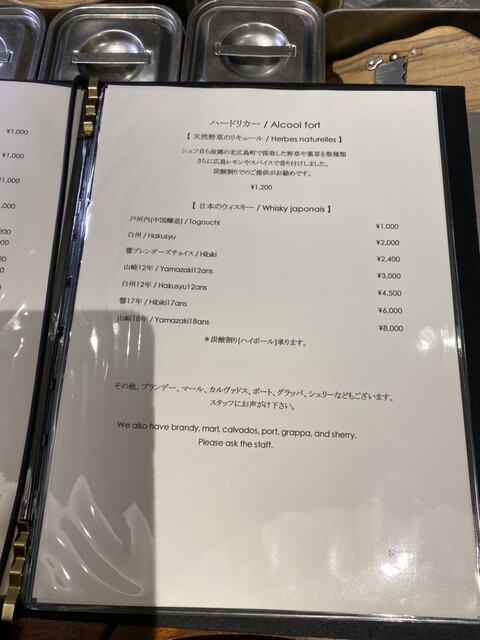 ¥1,000
¥1,000
¥1,000
ハードリカー / Alcool fort
【 天然野草のリキュール / Herbes naturelles 】
シェフ自ら故郷の北広島町で採取した野草や薬草を数種類
さらに広島レモンやスパイスで香り付けしました。
炭酸割りでのご提供がお勧めです。
¥1,200
【 日本のウィスキー / Whisky japonais 】
戸河内(中国醸造) / Togouchi ¥1,000
白州 / Hakusyu ¥2,000
響ブレンダーズチョイス / Hibiki ¥2,400
山崎12年 / Yamazaki12ans ¥3,000
白州12年 / Hakusyu12ans ¥4,500
響17年 / Hibiki17ans ¥6,000
山崎18年 / Yamazaki18ans ¥8,000
＊炭酸割り(ハイボール)承ります。
その他、ブランデー、マール、カルヴァドス、ポート、グラッパ、シェリーなどもございます。
スタッフにお声がけ下さい。
We also have brandy, marl, calvados, port, grappa, and sherry.
Please ask the staff.